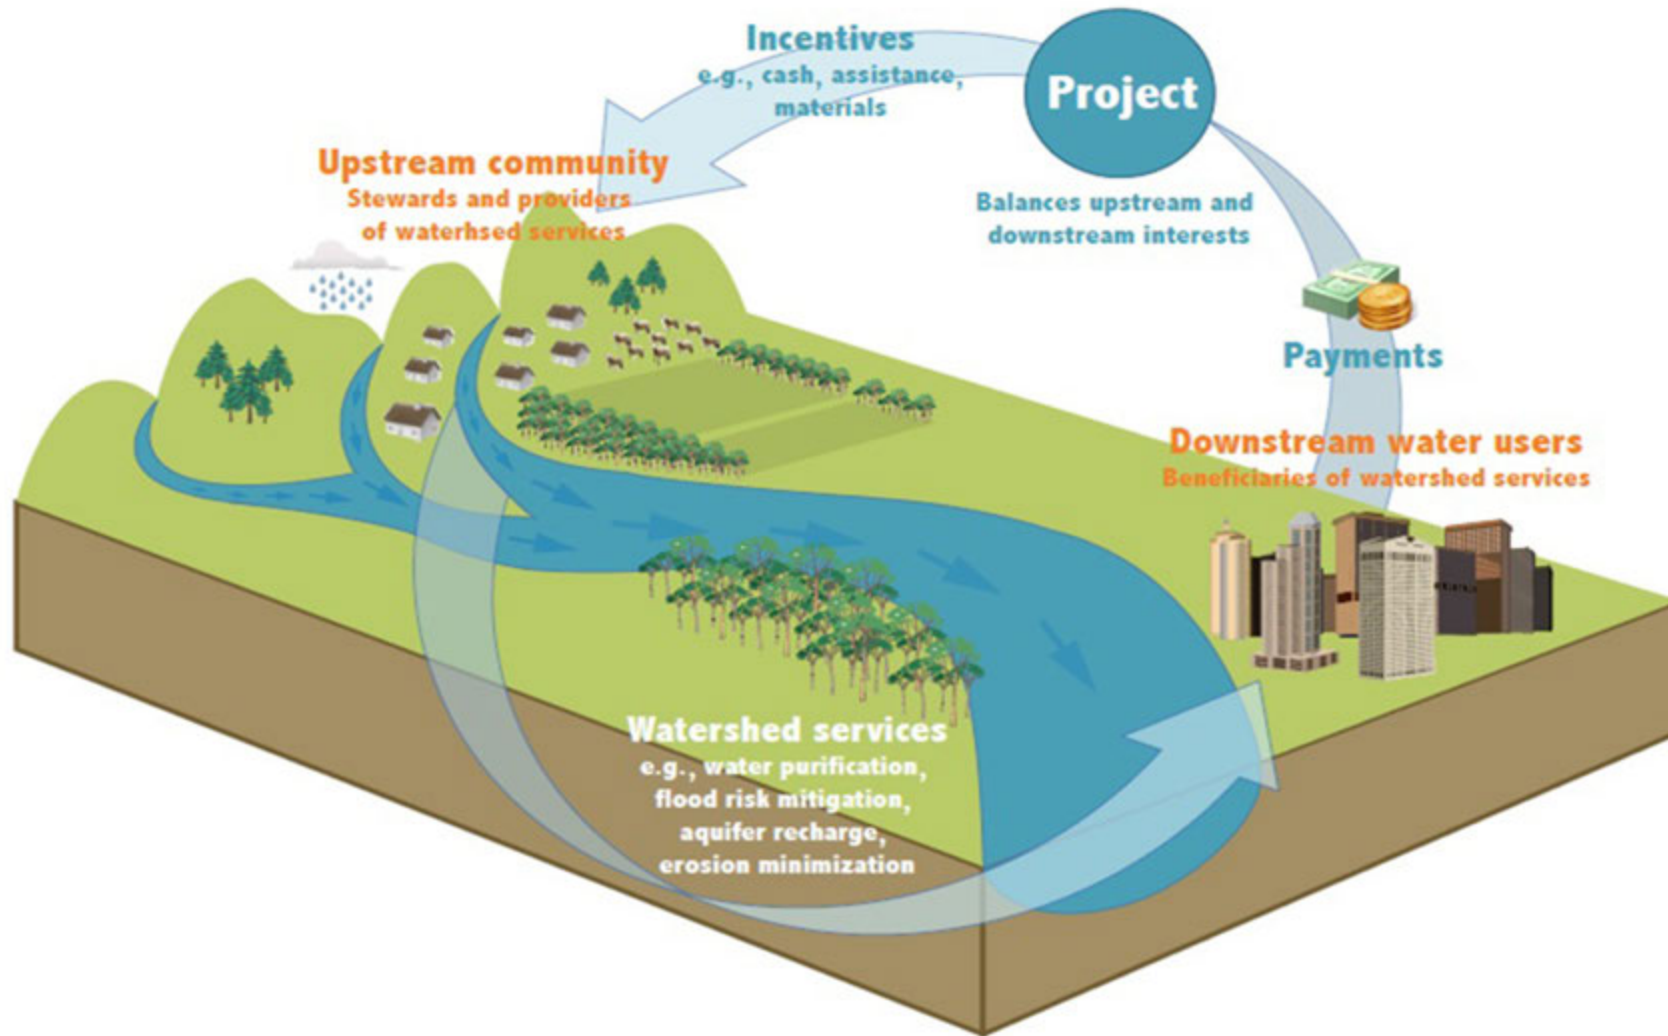 Incentives
e.g., cash, assistance,
materials
Project
Balances upstream and
downstream interests
Upstream community
Stewards and providers
of waterhsed services
Payments
Downstream water users
Beneficiaries of watershed services
Watershed services
e.g., water purification,
flood risk mitigation,
aquifer recharge,
erosion minimization